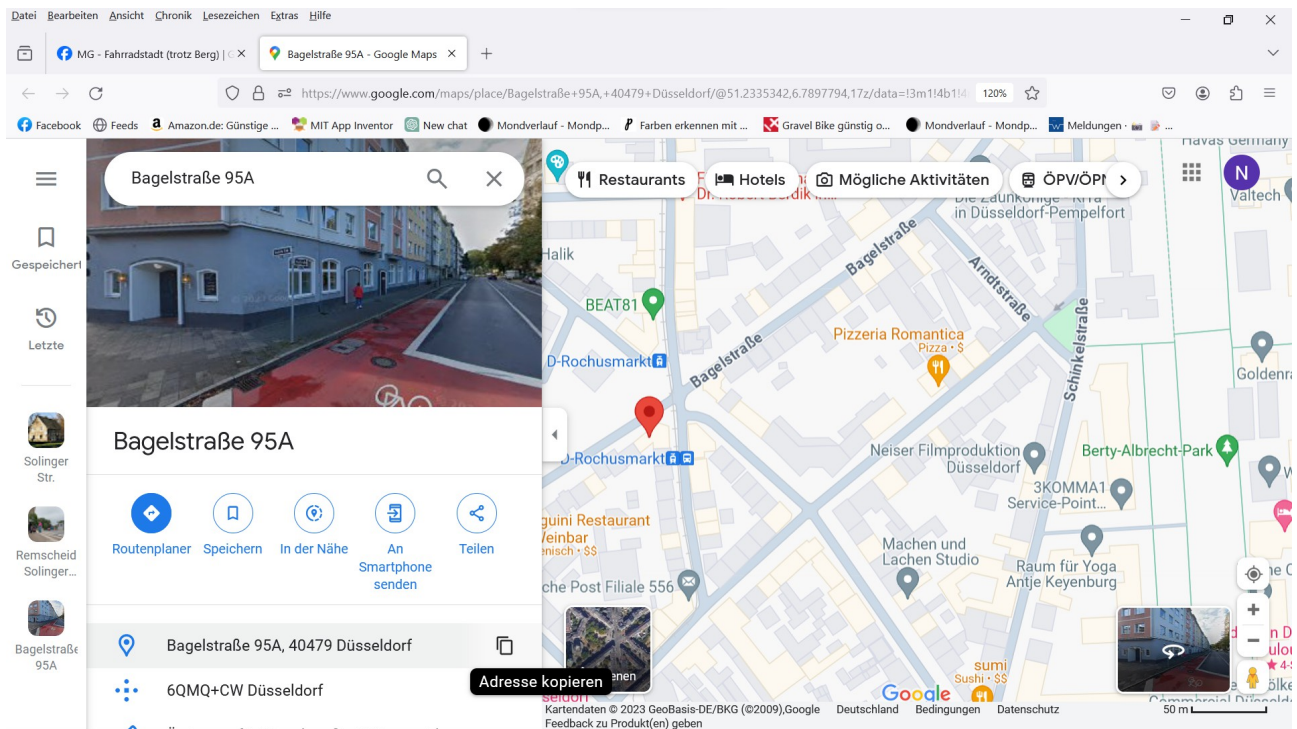 Datei Bearbeiten Ansicht Chronik Lesezeichen Extras Hilfe
MG - Fahrradstadt (trotz Berg) |
Bagelstraße 95A - Google Maps
https://www.google.com/maps/place/Bagelstraße+95A,+40479+Düsseldorf/@51.2335342,6.7897794,17z/data=!3m1!4b1!4
120%
Facebook Feeds Amazon.de: Günstige ... MIT App Inventor New chat Mondverlauf - Mondp... Farben erkennen mit ... Gravel Bike günstig o... Mondverlauf - Mondp... Meldungen · ...
Bagelstraße 95A
Gespeichert
Letzte
Solinger
Str.
Remscheid
Solinger...
Bagelstraße
95A
Bagelstraße 95A
Routenplaner
Speichern
In der Nähe
An
Smartphone
senden
Teilen
Bagelstraße 95A, 40479 Düsseldorf
Adresse kopieren
6QMQ+CW Düsseldorf
Restaurants
Hotels
Mögliche Aktivitäten
ÖPV/ÖPN
N
Havas Germany
Valtech
in Düsseldorf-Pempelfort
Halik
Bagelstraße
Arndtstraße
BEAT81
Schinkelstraße
Pizzeria Romantica
Pizza · $
D-Rochusmarkt
Bagelstraße
Goldenra
D-Rochusmarkt
Neiser Filmproduktion
Düsseldorf
Berty-Albrecht-Park
3KOMMA1
Service-Point...
guini Restaurant
Weinbar
enisch · $$
Machen und
Lachen Studio
Raum für Yoga
Antje Keyenburg
che Post Filiale 556
enen
sumi
Sushi · $$
Google
Kartendaten © 2023 GeoBasis-DE/BKG (©2009),Google Deutschland Bedingungen Datenschutz 50 m
Feedback zu Produkt(en) geben